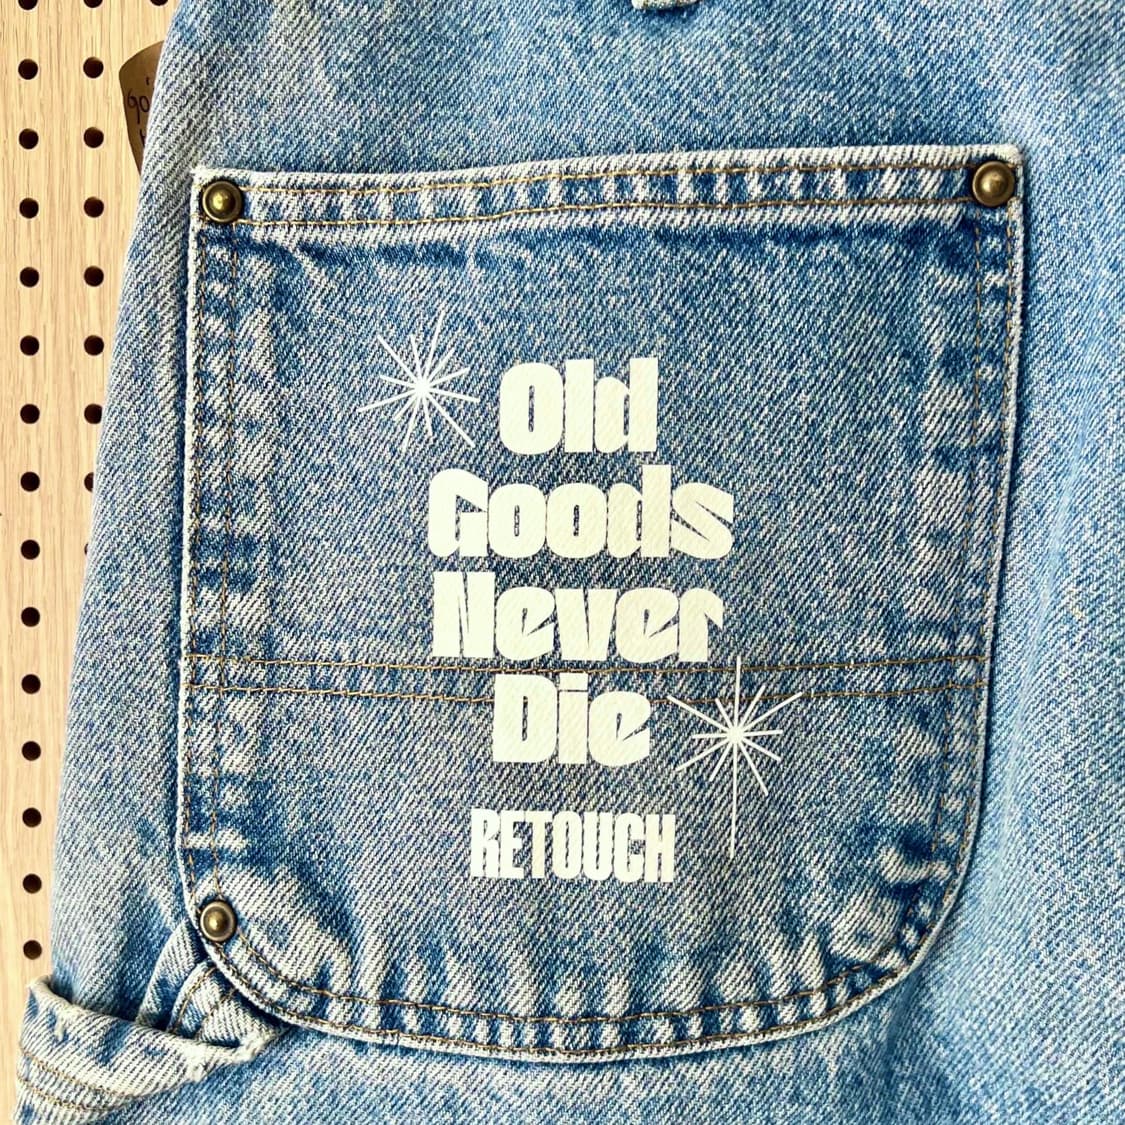 Old
Goods
Never
Die
RETOUCH